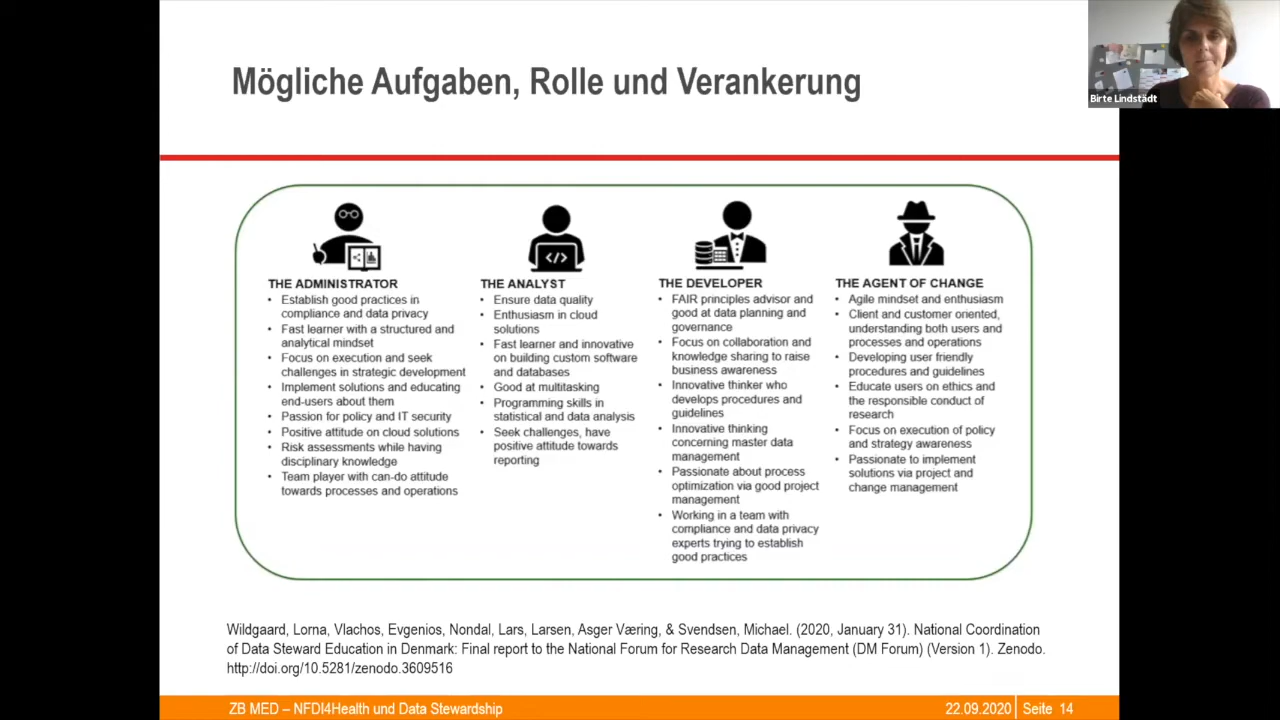 Mögliche Aufgaben, Rolle und Verankerung
Birte Lindstädt
THE ADMINISTRATOR
• Establish good practices in
compliance and data privacy
• Fast learner with a structured and
analytical mindset
• Focus on execution and seek
challenges in strategic development
• Implement solutions and educating
end-users about them
• Passion for policy and IT security
• Positive attitude on cloud solutions
• Risk assessments while having
disciplinary knowledge
• Team player with can-do attitude
towards processes and operations
THE ANALYST
• Ensure data quality
• Enthusiasm in cloud
solutions
• Fast learner and innovative
on building custom software
and databases
• Good at multitasking
• Programming skills in
statistical and data analysis
• Seek challenges, have
positive attitude towards
reporting
THE DEVELOPER
• FAIR principles advisor and
good at data planning and
governance
• Focus on collaboration and
knowledge sharing to raise
business awareness
• Innovative thinker who
develops procedures and
guidelines
• Innovative thinking
concerning master data
management
• Passionate about process
optimization via good project
management
• Working in a team with
compliance and data privacy
experts trying to establish
good practices
THE AGENT OF CHANGE
• Agile mindset and enthusiasm
• Client and customer oriented,
understanding both users and
processes and operations
• Developing user friendly
procedures and guidelines
• Educate users on ethics and
the responsible conduct of
research
• Focus on execution of policy
and strategy awareness
• Passionate to implement
solutions via project and
change management
Wildgaard, Lorna, Vlachos, Evgenios, Nondal, Lars, Larsen, Asger Væring, & Svendsen, Michael. (2020, January 31). National Coordination
of Data Steward Education in Denmark: Final report to the National Forum for Research Data Management (DM Forum) (Version 1). Zenodo.
http://doi.org/10.5281/zenodo.3609516
ZB MED – NFDI4Health und Data Stewardship
22.09.2020 Seite 14